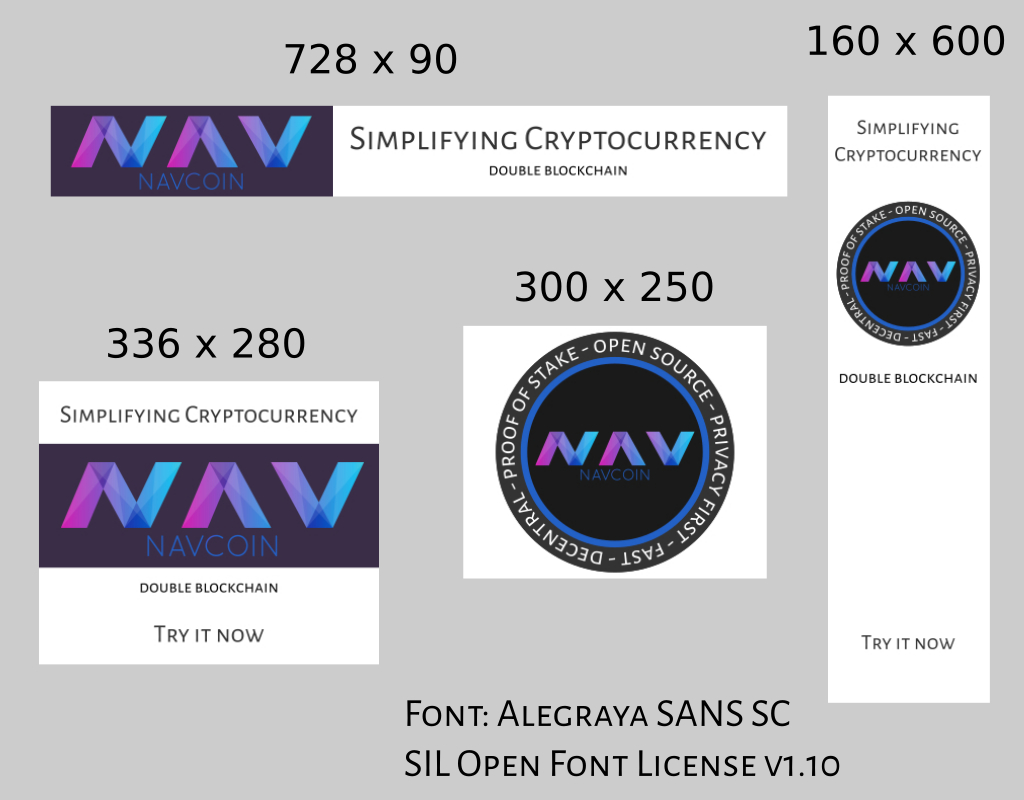 728 x 90
160 x 600
NAV
NAVCOIN
Simplifying Cryptocurrency
DOUBLE BLOCKCHAIN
Simplifying
Cryptocurrency
PROOF OF STAKE - OPEN SOURCE - PRIVACY FIRST - FAST - DECENTRAL -
NAV
NAVCOIN
DOUBLE BLOCKCHAIN
Try it now
336 x 280
Simplifying Cryptocurrency
NAV
NAVCOIN
DOUBLE BLOCKCHAIN
Try it now
300 x 250
PROOF OF STAKE - OPEN SOURCE - PRIVACY FIRST - FAST - DECENTRAL -
NAV
NAVCOIN
Font: Alegraya SANS SC
SIL Open Font License v1.10